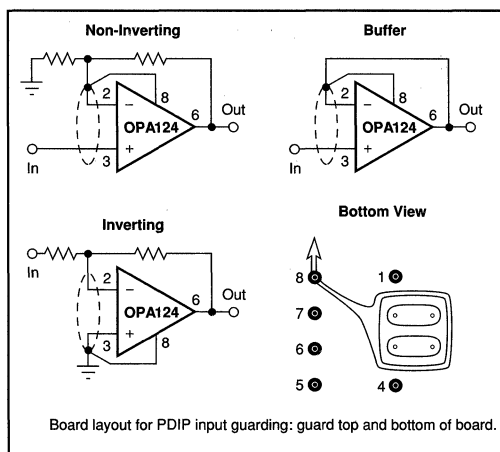 Non-Inverting
2
8
−
OPA124
6
Out
+
3
In
Buffer
2
8
−
OPA124
6
Out
+
3
In
Inverting
In
2
−
6
Out
OPA124
+
3
8
Bottom View
8
1
7
6
5
4
Board layout for PDIP input guarding: guard top and bottom of board.